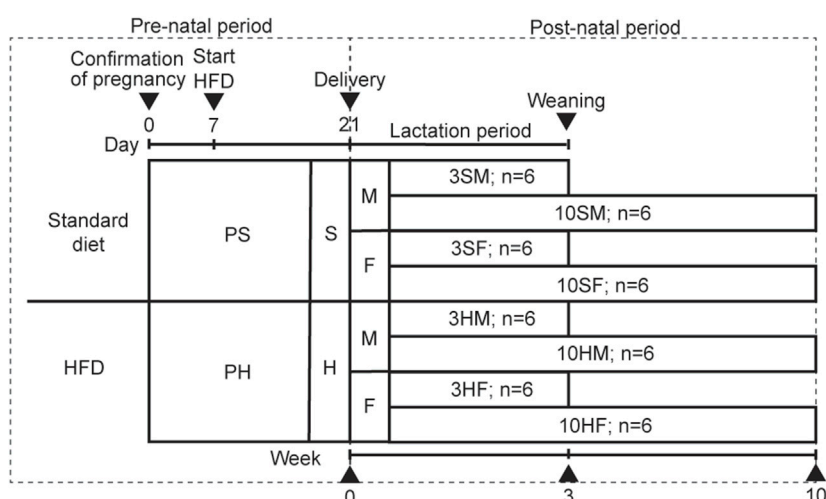 Pre-natal period
Post-natal period
Confirmation
of pregnancy
Start
HFD
Delivery
Weaning
0
7
21
Lactation period
Day
Standard
diet
PS
S
M
3SM; n=6
10SM; n=6
F
3SF; n=6
10SF; n=6
HFD
PH
H
M
3HM; n=6
10HM; n=6
F
3HF; n=6
10HF; n=6
Week
0
3
10